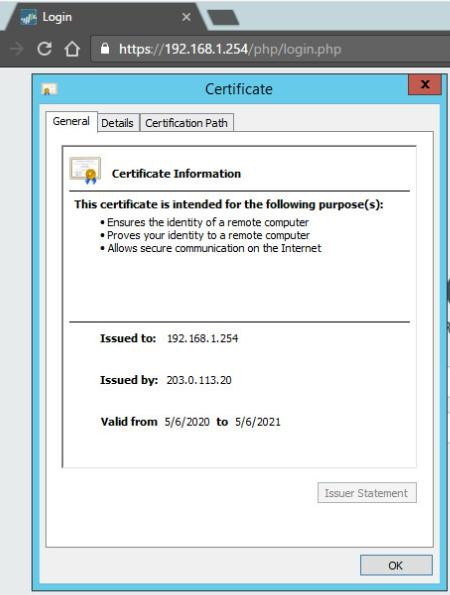 Login
https://192.168.1.254/php/login.php
Certificate
General Details Certification Path
Certificate Information
This certificate is intended for the following purpose(s):
• Ensures the identity of a remote computer
• Proves your identity to a remote computer
• Allows secure communication on the Internet
Issued to: 192.168.1.254
Issued by: 203.0.113.20
Valid from 5/6/2020 to 5/6/2021
Issuer Statement
OK